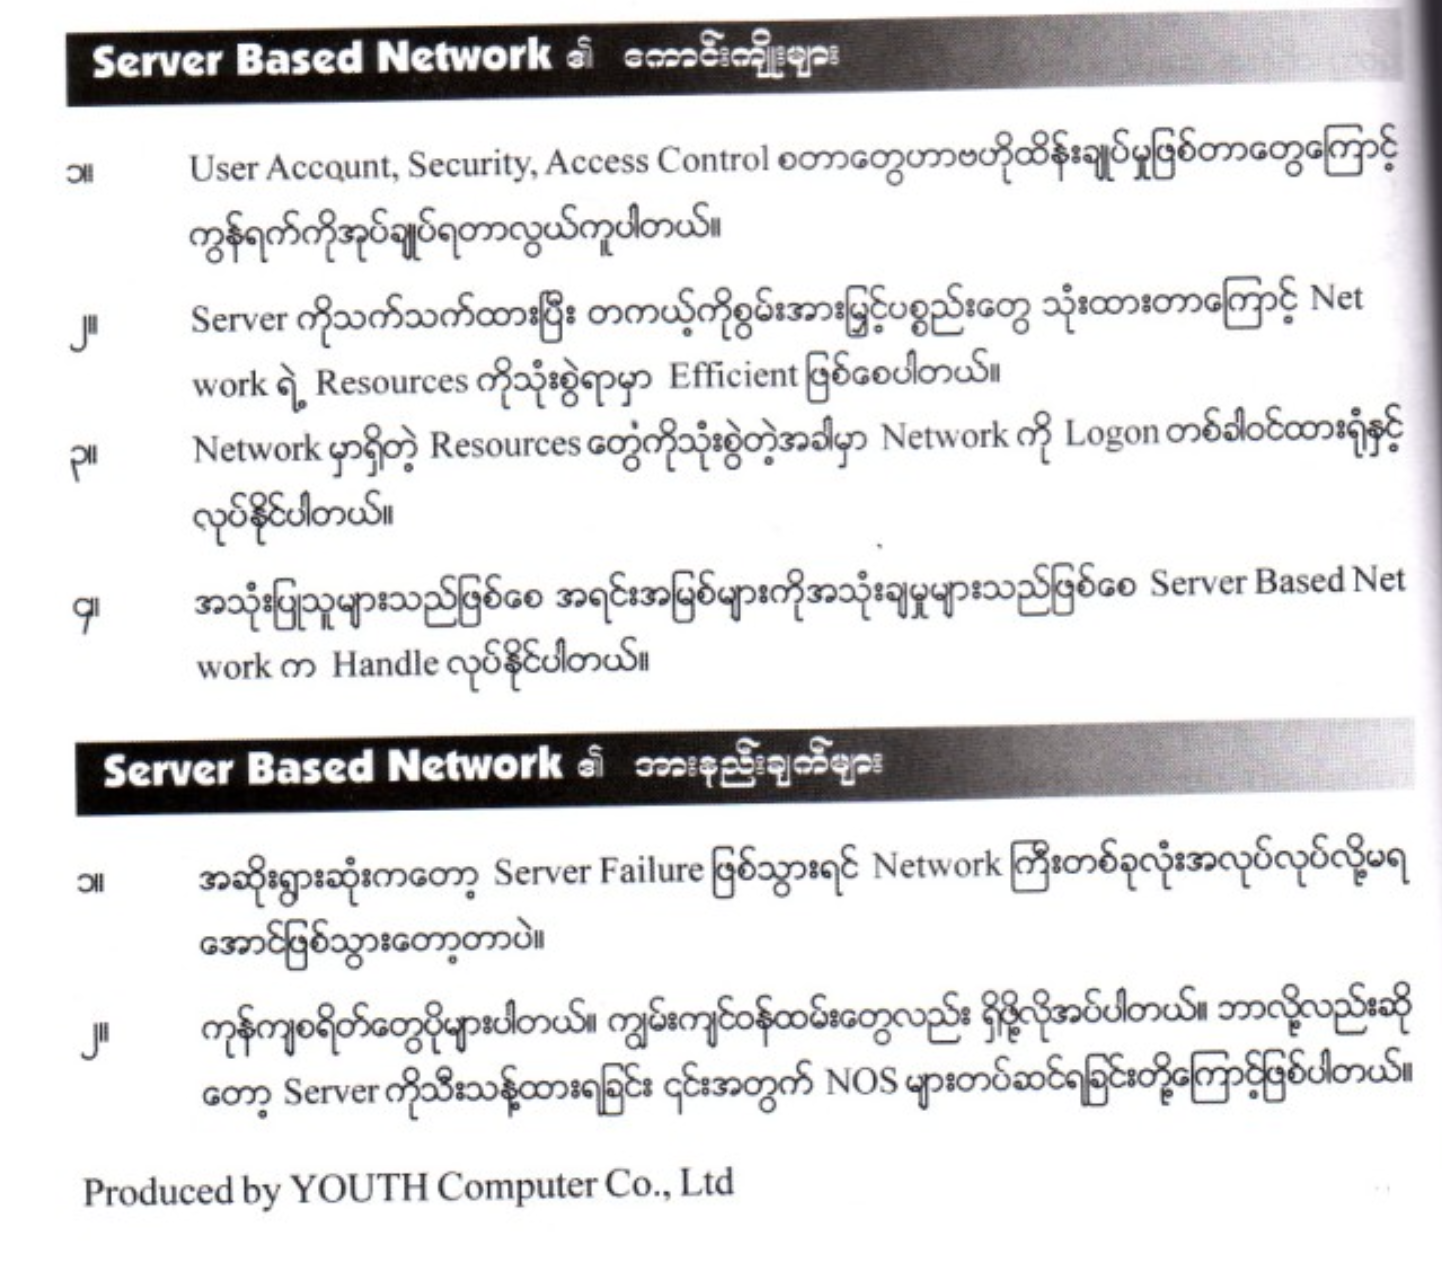 Server Based Network ၏ ကောင်းကျိုးများ
၁။ User Account, Security, Access Control စတာတွေဟာဗဟိုထိန်းချုပ်မှုဖြစ်တာတွေကြောင့်
ကွန်ရက်ကိုအုပ်ချုပ်ရတာလွယ်ကူပါတယ်။
၂။ Server ကိုသက်သက်ထားပြီး တကယ့်ကိုစွမ်းအားမြှင့်ပစ္စည်းတွေ သုံးထားတာကြောင့် Net
work ရဲ့ Resources ကိုသုံးစွဲရာမှာ Efficient ဖြစ်စေပါတယ်။
၃။ Network မှာရှိတဲ့ Resources တွေကိုသုံးစွဲတဲ့အခါမှာ Network ကို Logon တစ်ခါဝင်ထားရုံနှင့်
လုပ်နိုင်ပါတယ်။
၄။ အသုံးပြုသူများသည်ဖြစ်စေ အရင်းအမြစ်များကိုအသုံးချမှုများသည်ဖြစ်စေ Server Based Net
work က Handle လုပ်နိုင်ပါတယ်။
Server Based Network ၏ အားနည်းချက်များ
၁။ အဆိုးရွားဆုံးကတော့ Server Failure ဖြစ်သွားရင် Network ကြီးတစ်ခုလုံးအလုပ်လုပ်လို့မရ
အောင်ဖြစ်သွားတော့တာပဲ။
၂။ ကုန်ကျစရိတ်တွေပိုများပါတယ်။ ကျွမ်းကျင်ဝန်ထမ်းတွေလည်း ရှိဖို့လိုအပ်ပါတယ်။ ဘာလို့လည်းဆို
တော့ Server ကိုသီးသန့်ထားရခြင်း ၎င်းအတွက် NOS များတပ်ဆင်ရခြင်းတို့ကြောင့်ဖြစ်ပါတယ်။
Produced by YOUTH Computer Co., Ltd